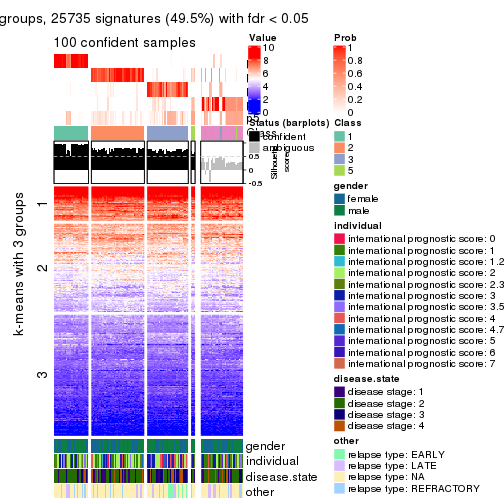 groups, 25735 signatures (49.5%) with fdr < 0.05
100 confident samples
k-means with 3 groups
1
2
3
Class
0.5
0
-0.5
Silhouette
score
gender
individual
disease.state
other
Value
10
8
6
4
2
0
Status (barplots)
confident
ambiguous
Prob
1
0.8
0.6
0.4
0.2
0
Class
1
2
3
5
gender
female
male
individual
international prognostic score: 0
international prognostic score: 1
international prognostic score: 1.2
international prognostic score: 2
international prognostic score: 2.3
international prognostic score: 3
international prognostic score: 3.5
international prognostic score: 4
international prognostic score: 4.7
international prognostic score: 5
international prognostic score: 6
international prognostic score: 7
disease.state
disease stage: 1
disease stage: 2
disease stage: 3
disease stage: 4
other
relapse type: EARLY
relapse type: LATE
relapse type: NA
relapse type: REFRACTORY